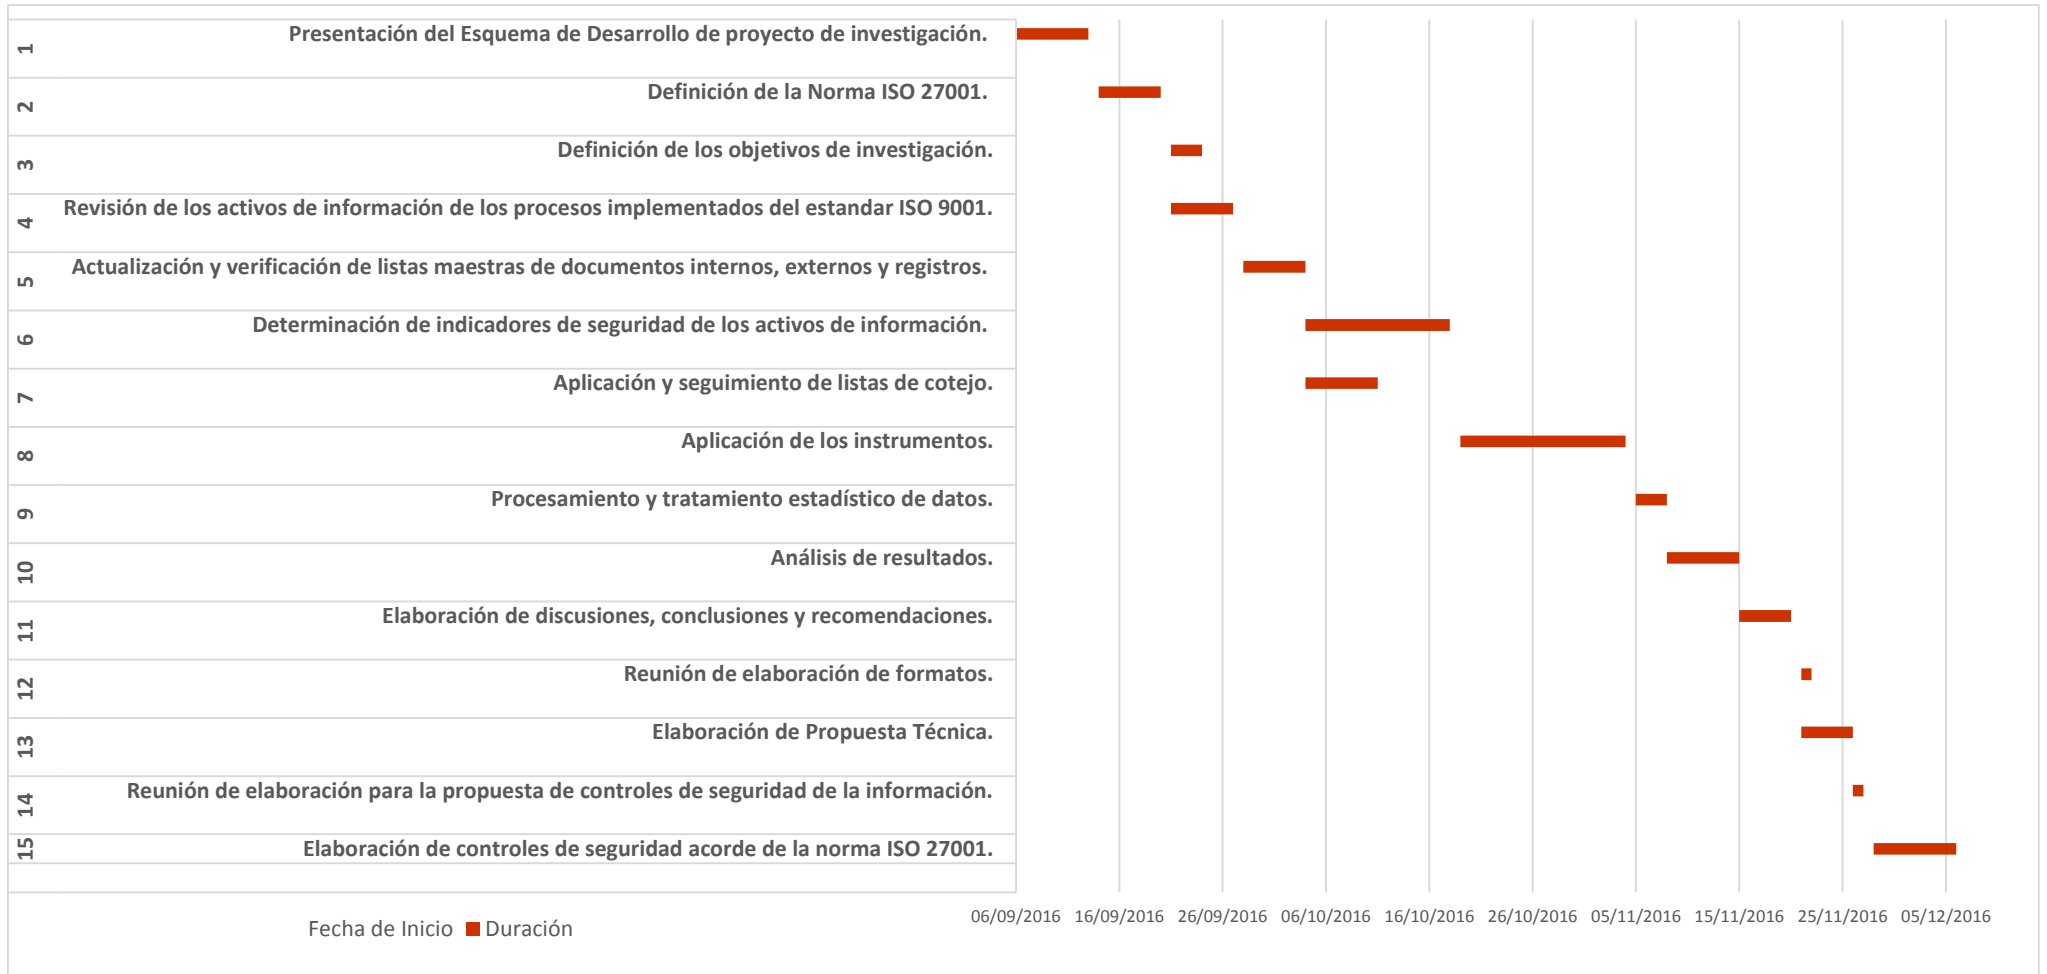 1 Presentación del Esquema de Desarrollo de proyecto de investigación.
2 Definición de la Norma ISO 27001.
3 Definición de los objetivos de investigación.
4 Revisión de los activos de información de los procesos implementados del estandar ISO 9001.
5 Actualización y verificación de listas maestras de documentos internos, externos y registros.
6 Determinación de indicadores de seguridad de los activos de información.
7 Aplicación y seguimiento de listas de cotejo.
8 Aplicación de los instrumentos.
9 Procesamiento y tratamiento estadístico de datos.
10 Análisis de resultados.
11 Elaboración de discusiones, conclusiones y recomendaciones.
12 Reunión de elaboración de formatos.
13 Elaboración de Propuesta Técnica.
14 Reunión de elaboración para la propuesta de controles de seguridad de la información.
15 Elaboración de controles de seguridad acorde de la norma ISO 27001.
06/09/2016 16/09/2016 26/09/2016 06/10/2016 16/10/2016 26/10/2016 05/11/2016 15/11/2016 25/11/2016 05/12/2016
Fecha de Inicio Duración